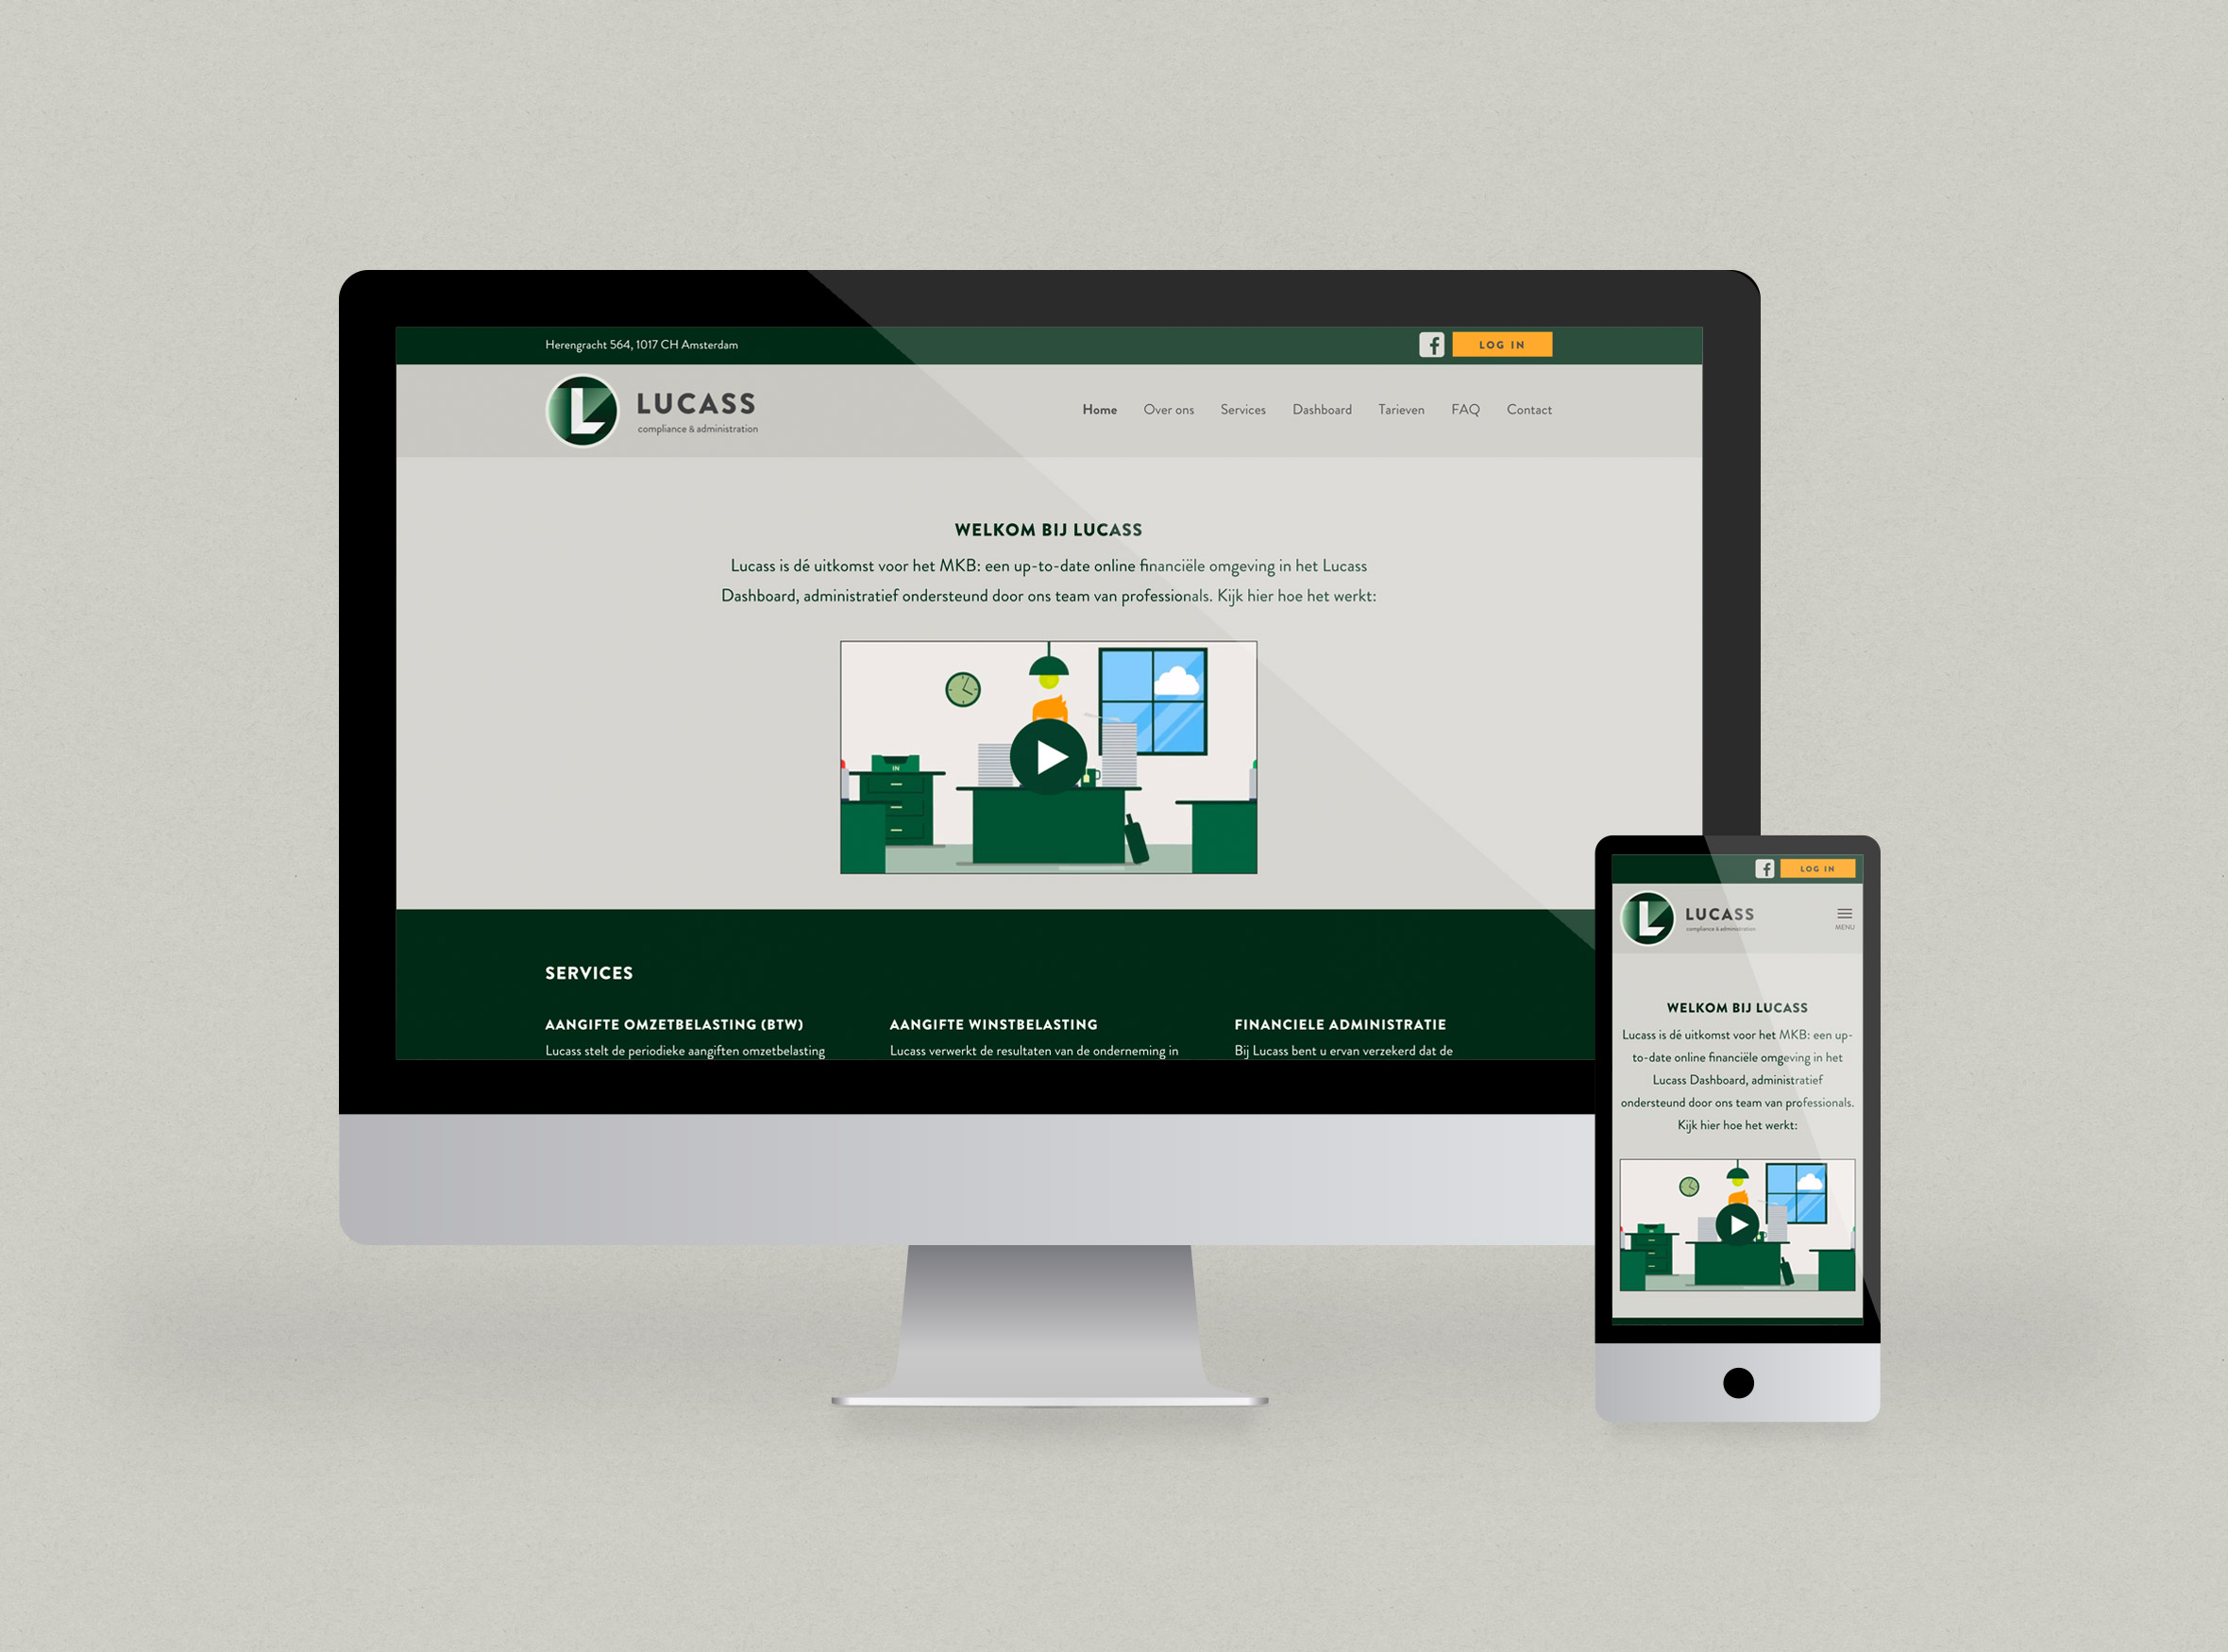 Herengracht 564, 1017 CH Amsterdam
f LOG IN
LUCASS
compliance & administration
Home Over ons Services Dashboard Tarieven FAQ Contact
WELKOM BIJ LUCASS
Lucass is dé uitkomst voor het MKB: een up-to-date online financiële omgeving in het Lucass
Dashboard, administratief ondersteund door ons team van professionals. Kijk hier hoe het werkt:
IN
SERVICES
AANGIFTE OMZETBELASTING (BTW)
Lucass stelt de periodieke aangiften omzetbelasting
AANGIFTE WINSTBELASTING
Lucass verwerkt de resultaten van de onderneming in
FINANCIELE ADMINISTRATIE
Bij Lucass bent u ervan verzekerd dat de
f LOG IN
LUCASS
compliance & administration
MENU
WELKOM BIJ LUCASS
Lucass is dé uitkomst voor het MKB: een up-
to-date online financiële omgeving in het
Lucass Dashboard, administratief
ondersteund door ons team van professionals.
Kijk hier hoe het werkt: